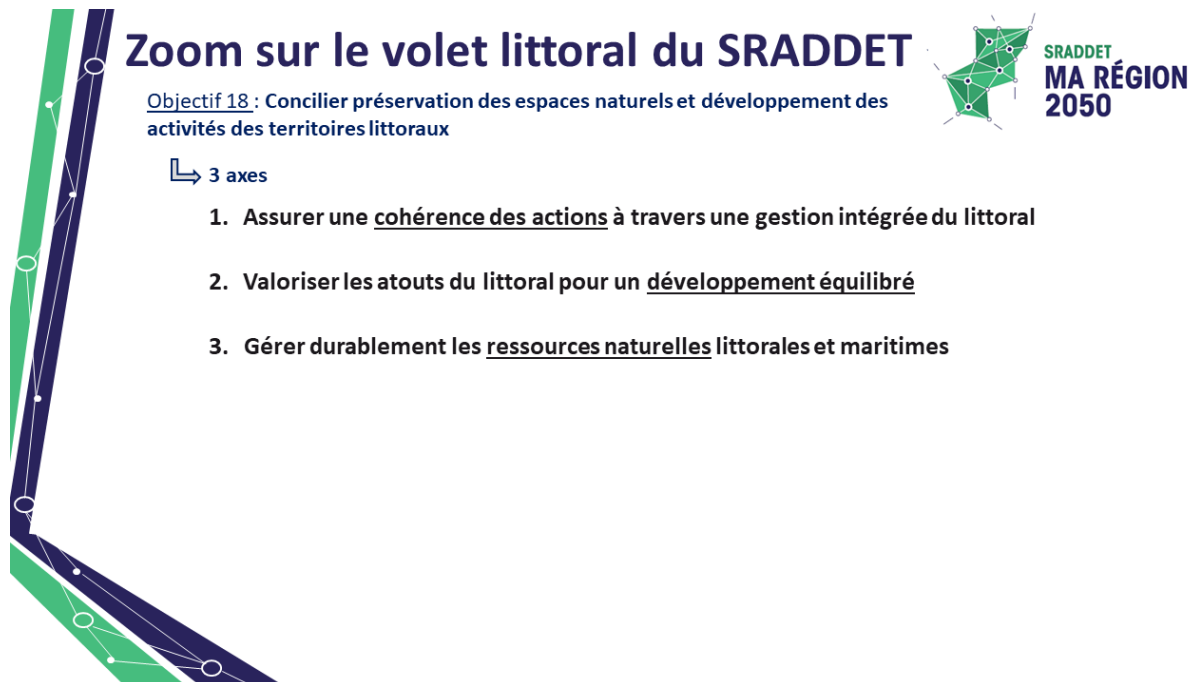 Zoom sur le volet littoral du SRADDET
SRADDET
MA RÉGION
2050
Objectif 18 : Concilier préservation des espaces naturels et développement des
activités des territoires littoraux
3 axes
1. Assurer une cohérence des actions à travers une gestion intégrée du littoral
2. Valoriser les atouts du littoral pour un développement équilibré
3. Gérer durablement les ressources naturelles littorales et maritimes